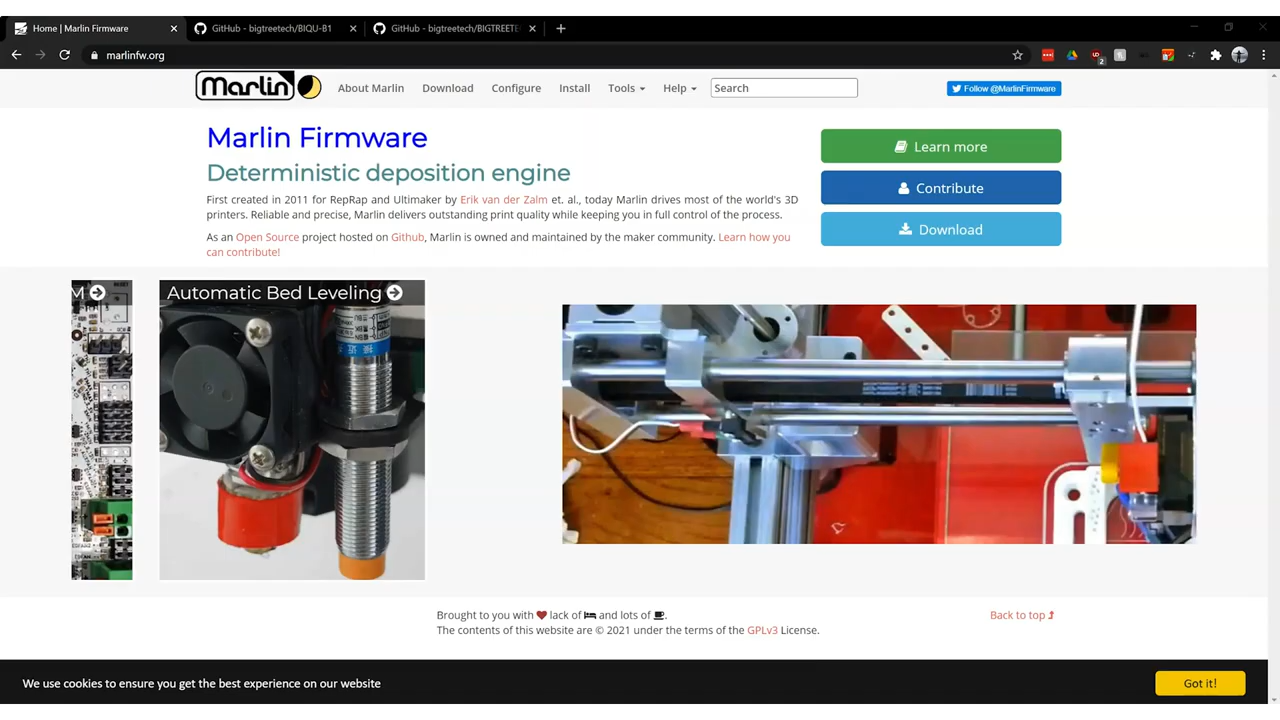 Home | Marlin Firmware
GitHub - bigtreetech/BIQU-B1
GitHub - bigtreetech/BIGTREETE
marlinfw.org
2
Marlin
About Marlin
Download
Configure
Install
Tools
Help
Search
Follow @MarlinFirmware
Marlin Firmware
Deterministic deposition engine
First created in 2011 for RepRap and Ultimaker by Erik van der Zalm et. al., today Marlin drives most of the world's 3D
printers. Reliable and precise, Marlin delivers outstanding print quality while keeping you in full control of the process.
As an Open Source project hosted on Github, Marlin is owned and maintained by the maker community. Learn how you
can contribute!
Learn more
Contribute
Download
M
Automatic Bed Leveling
Brought to you with lack of and lots of .
The contents of this website are © 2021 under the terms of the GPLv3 License.
Back to top
We use cookies to ensure you get the best experience on our website
Got it!